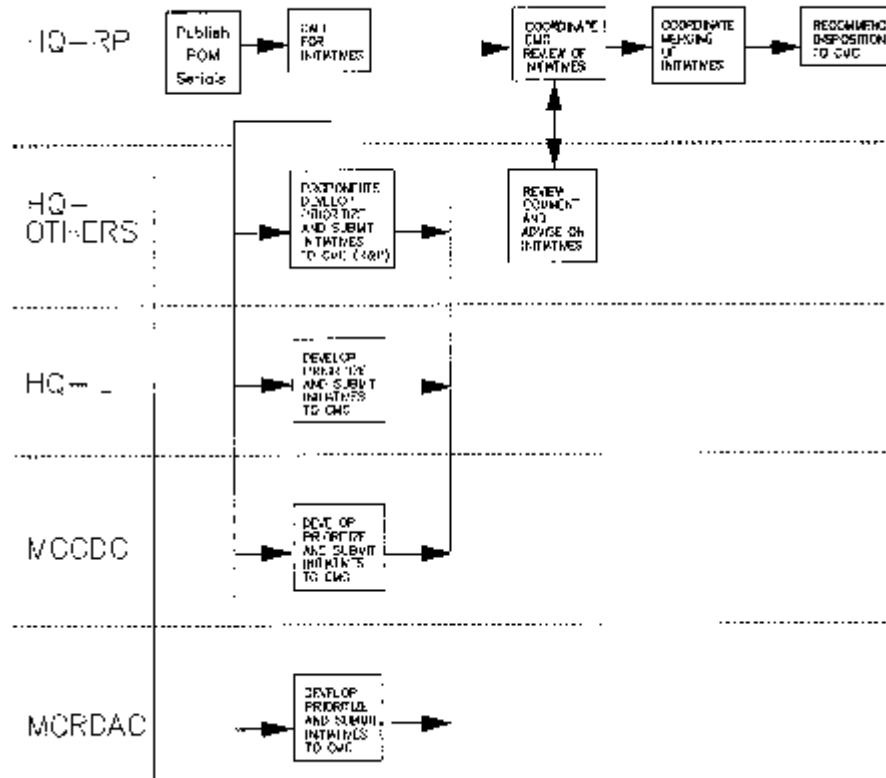 HQ-RP
Publish
POM
Serials
CALL
FOR
INITIATIVES
COORDINATE
CMC
REVIEW OF
INITIATIVES
COORDINATE
MERGING
OF
INITIATIVES
RECOMMEND
DISPOSITION
TO CMC
HQ-
OTHERS
PROPONENTS
DEVELOP
PRIORITIZE
AND SUBMIT
INITIATIVES
TO CMC (R&P)
REVIEW
COMMENT
AND
ADVISE ON
INITIATIVES
HQ-
DEVELOP
PRIORITIZE
AND SUBMIT
INITIATIVES
TO CMC
MCCDC
DEVELOP
PRIORITIZE
AND SUBMIT
INITIATIVES
TO CMC
MCRDAC
DEVELOP
PRIORITIZE
AND SUBMIT
INITIATIVES
TO CMC